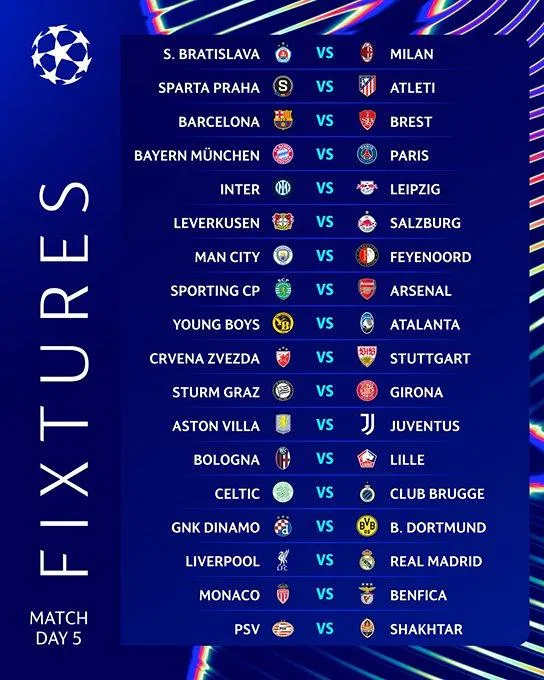 FIXTURES
MATCH
DAY 5
S. BRATISLAVA VS MILAN
SPARTA PRAHA VS ATLETI
BARCELONA VS BREST
BAYERN MÜNCHEN VS PARIS
INTER VS LEIPZIG
LEVERKUSEN VS SALZBURG
MAN CITY VS FEYENOORD
SPORTING CP VS ARSENAL
YOUNG BOYS VS ATALANTA
CRVENA ZVEZDA VS STUTTGART
STURM GRAZ VS GIRONA
ASTON VILLA VS JUVENTUS
BOLOGNA VS LILLE
CELTIC VS CLUB BRUGGE
GNK DINAMO VS B. DORTMUND
LIVERPOOL VS REAL MADRID
MONACO VS BENFICA
PSV VS SHAKHTAR